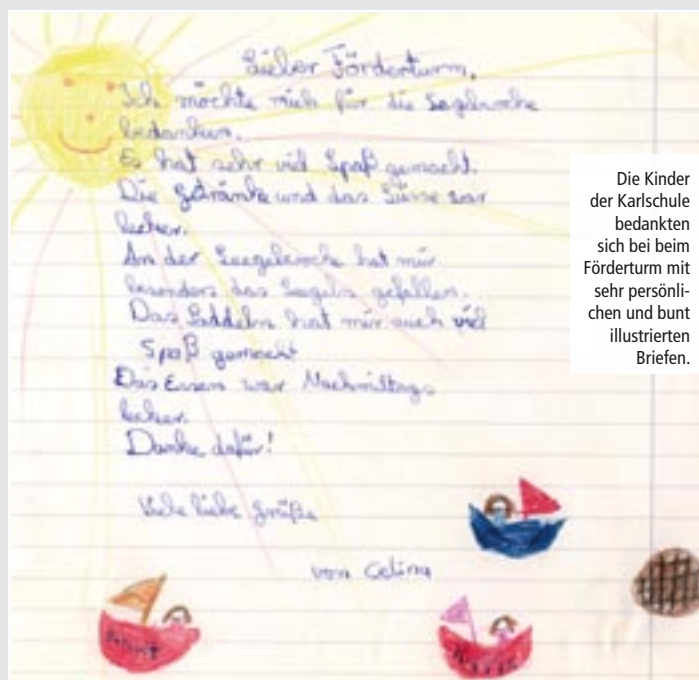 Lieber Förderturm,
Ich möchte mich für die Segelwoche
bedanken.
Es hat sehr viel Spaß gemacht.
Die Getränke und das Süsse war
lecker.
An der Seegelwoche hat mir
besonders das Segeln gefallen.
Das Paddeln hat mir auch viel
Spaß gemacht
Das Essen war Nachmittags
lecker.
Danke dafür!
Viele liebe Grüße
von Celina
Die Kinder
der Karlschule
bedankten
sich bei beim
Förderturm mit
sehr persönli-
chen und bunt
illustrierten
Briefen.